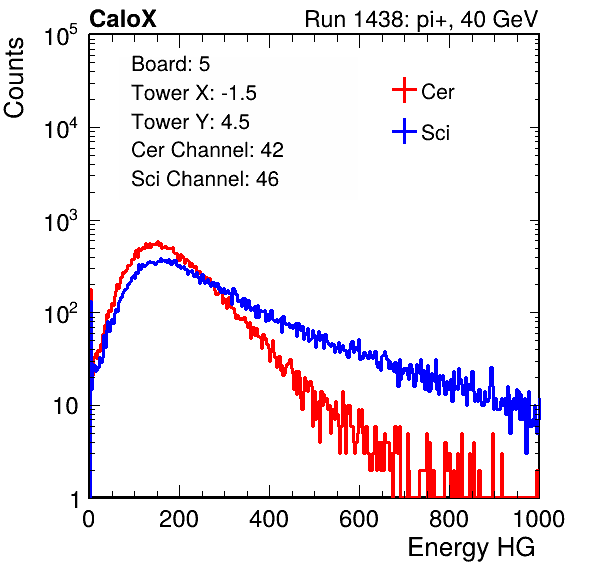 CaloX Run 1438: pi+, 40 GeV
Counts
Board: 5
Tower X: -1.5
Tower Y: 4.5
Cer Channel: 42
Sci Channel: 46
Cer
Sci
10^5
10^4
10^3
10^2
10
1
0 200 400 600 800 1000
Energy HG